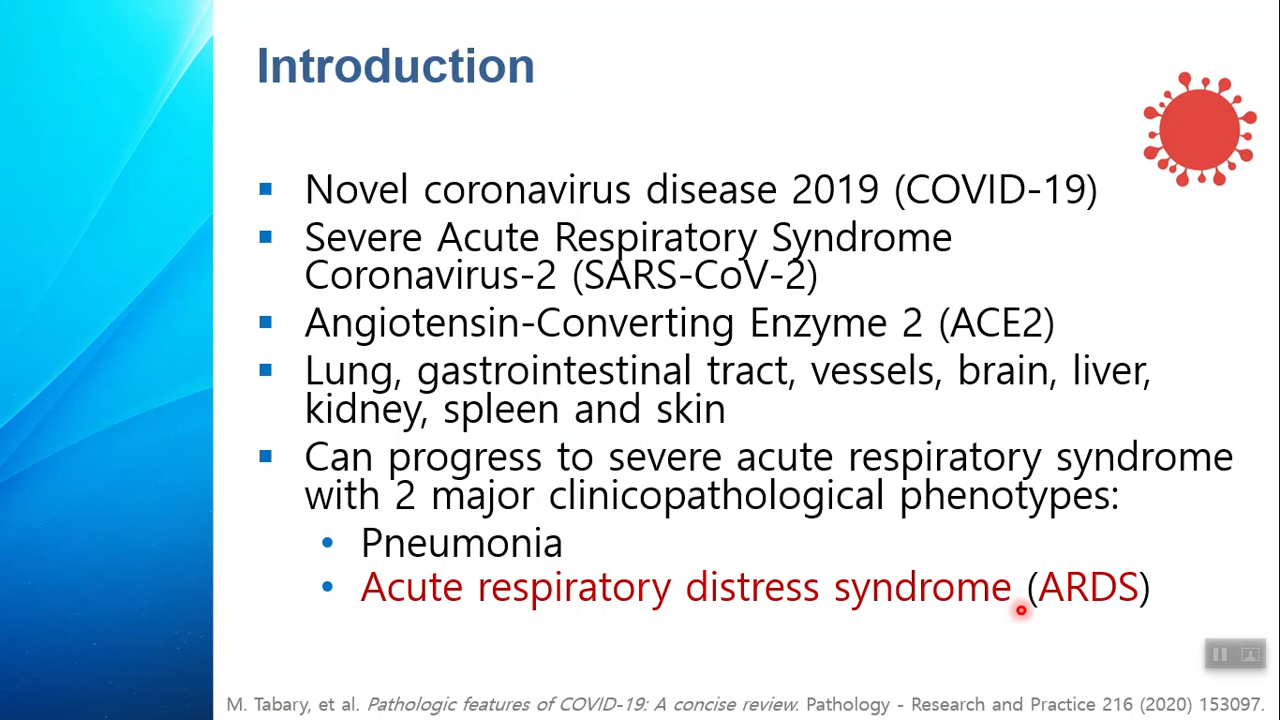 Introduction
Novel coronavirus disease 2019 (COVID-19)
Severe Acute Respiratory Syndrome
Coronavirus-2 (SARS-CoV-2)
Angiotensin-Converting Enzyme 2 (ACE2)
Lung, gastrointestinal tract, vessels, brain, liver,
kidney, spleen and skin
Can progress to severe acute respiratory syndrome
with 2 major clinicopathological phenotypes:
Pneumonia
Acute respiratory distress syndrome (ARDS)
M. Tabary, et al. Pathologic features of COVID-19: A concise review. Pathology - Research and Practice 216 (2020) 153097.